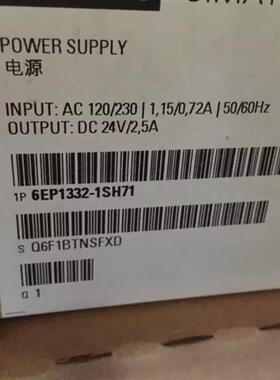 POWER SUPPLY
电源
INPUT: AC 120/230 | 1,15/0,72A | 50/60Hz
OUTPUT: DC 24V/2,5A
1P 6EP1332-1SH71
S Q6F1BTNSFXD
Q 1